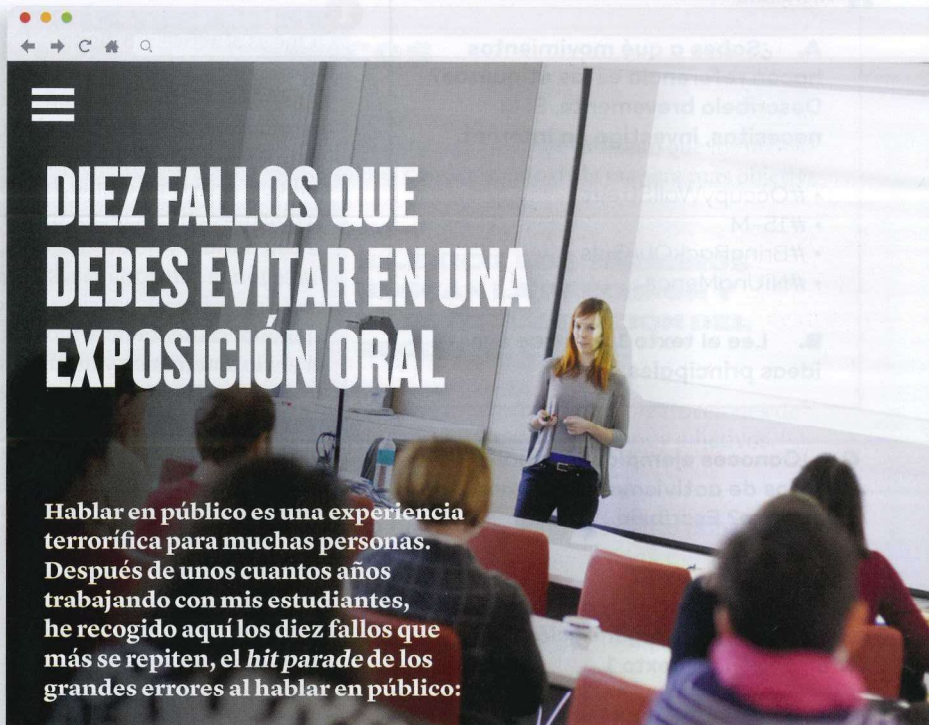 DIEZ FALLOS QUE
DEBES EVITAR EN UNA
EXPOSICIÓN ORAL
Hablar en público es una experiencia
terrorífica para muchas personas.
Después de unos cuantos años
trabajando con mis estudiantes,
he recogido aquí los diez fallos que
más se repiten, el hit parade de los
grandes errores al hablar en público: